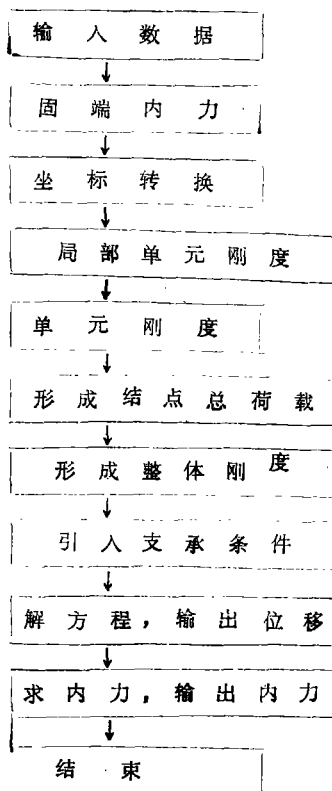 输入数据
固端内力
坐标转换
局部单元刚度
单元刚度
形成结点总荷载
形成整体刚度
引入支承条件
解方程，输出位移
求内力，输出内力
结束